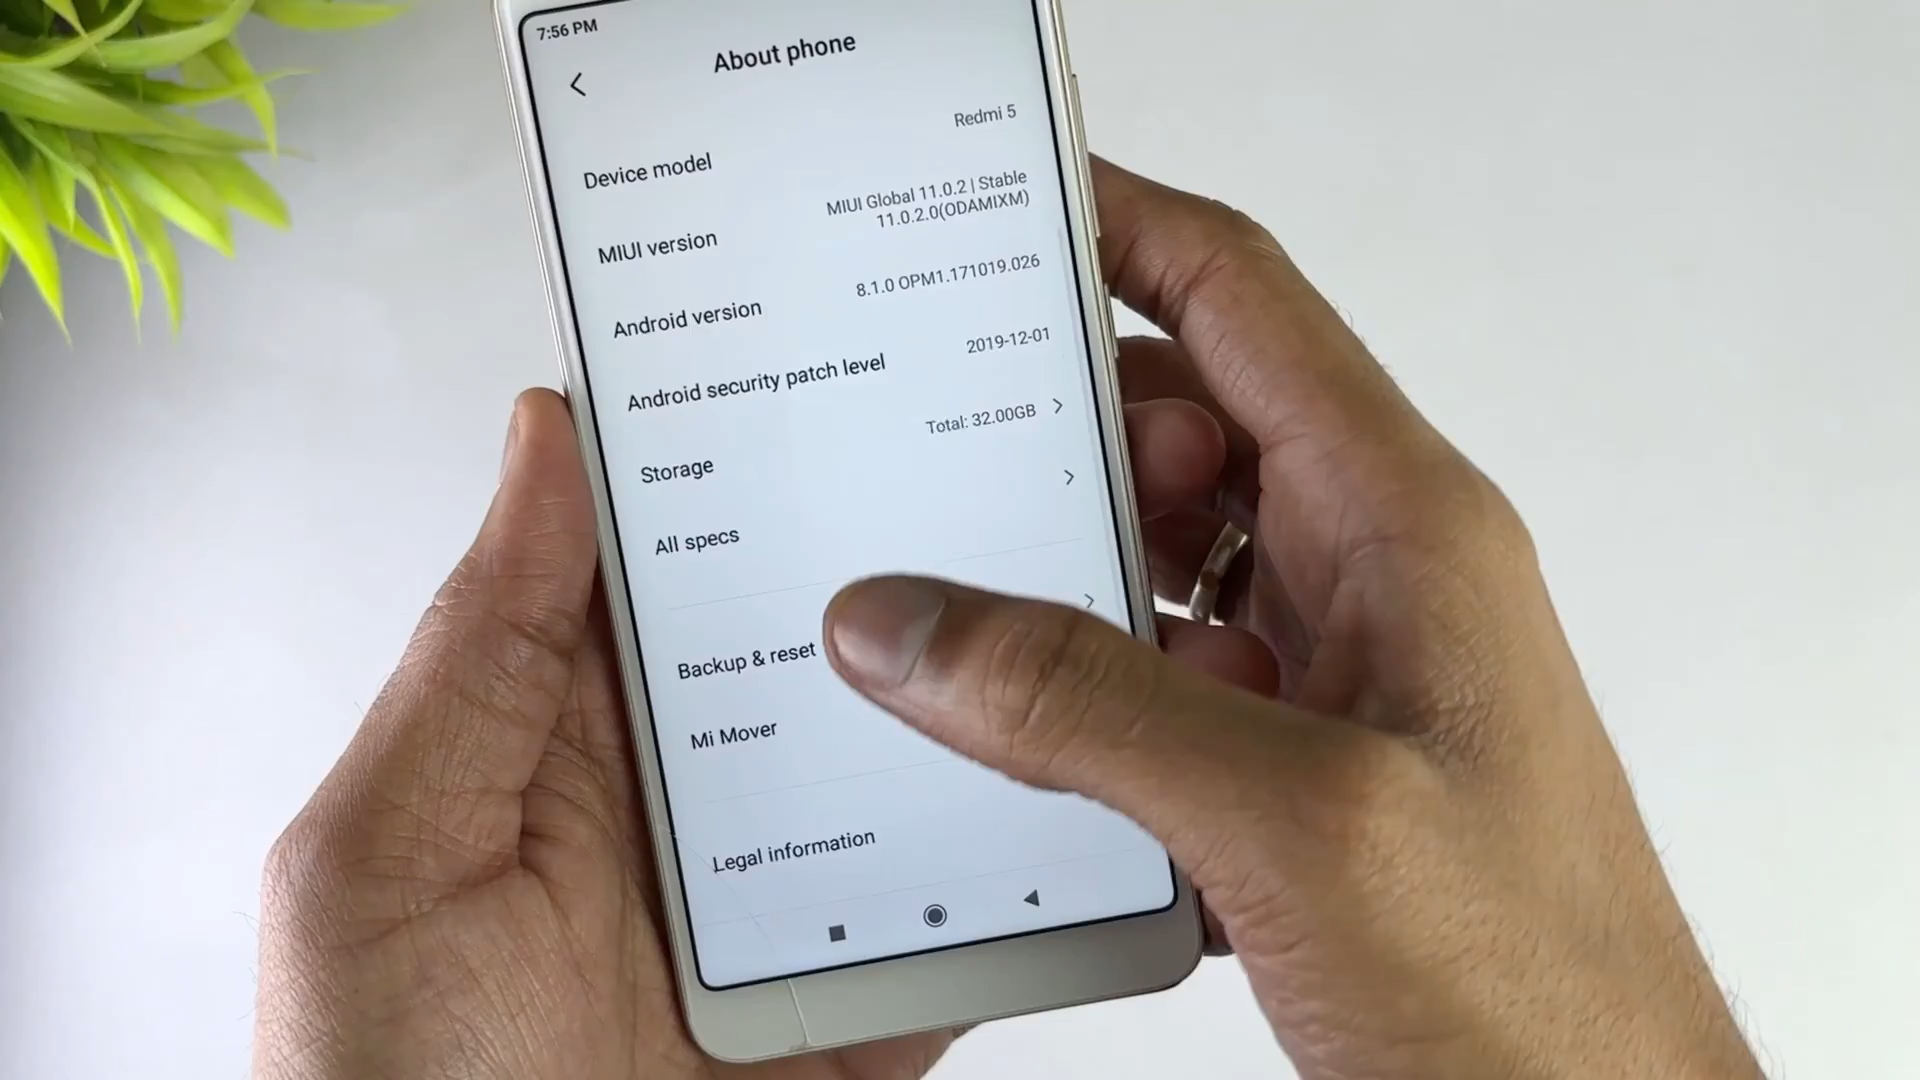 7:56 PM
About phone
Redmi 5
Device model
MIUI Global 11.0.2 | Stable
11.0.2.0(ODAMIXM)
MIUI version
8.1.0 OPM1.171019.026
Android version
2019-12-01
Android security patch level
Total: 32.00GB
Storage
All specs
Backup & reset
Mi Mover
Legal information